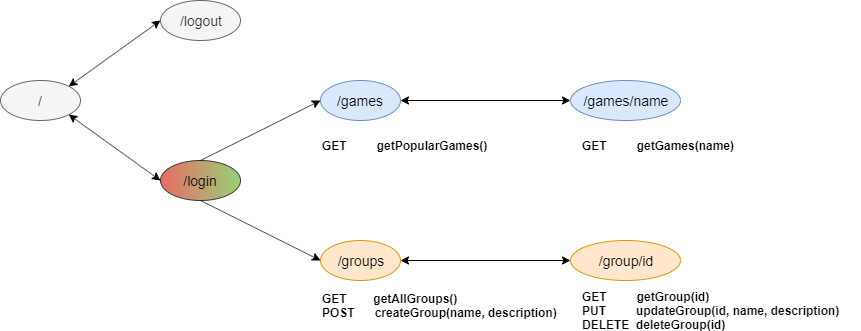 /logout
/
/games
/games/name
GET getPopularGames()
GET getGames(name)
/login
/groups
/group/id
GET getAllGroups()
POST createGroup(name, description)
GET getGroup(id)
PUT updateGroup(id, name, description)
DELETE deleteGroup(id)